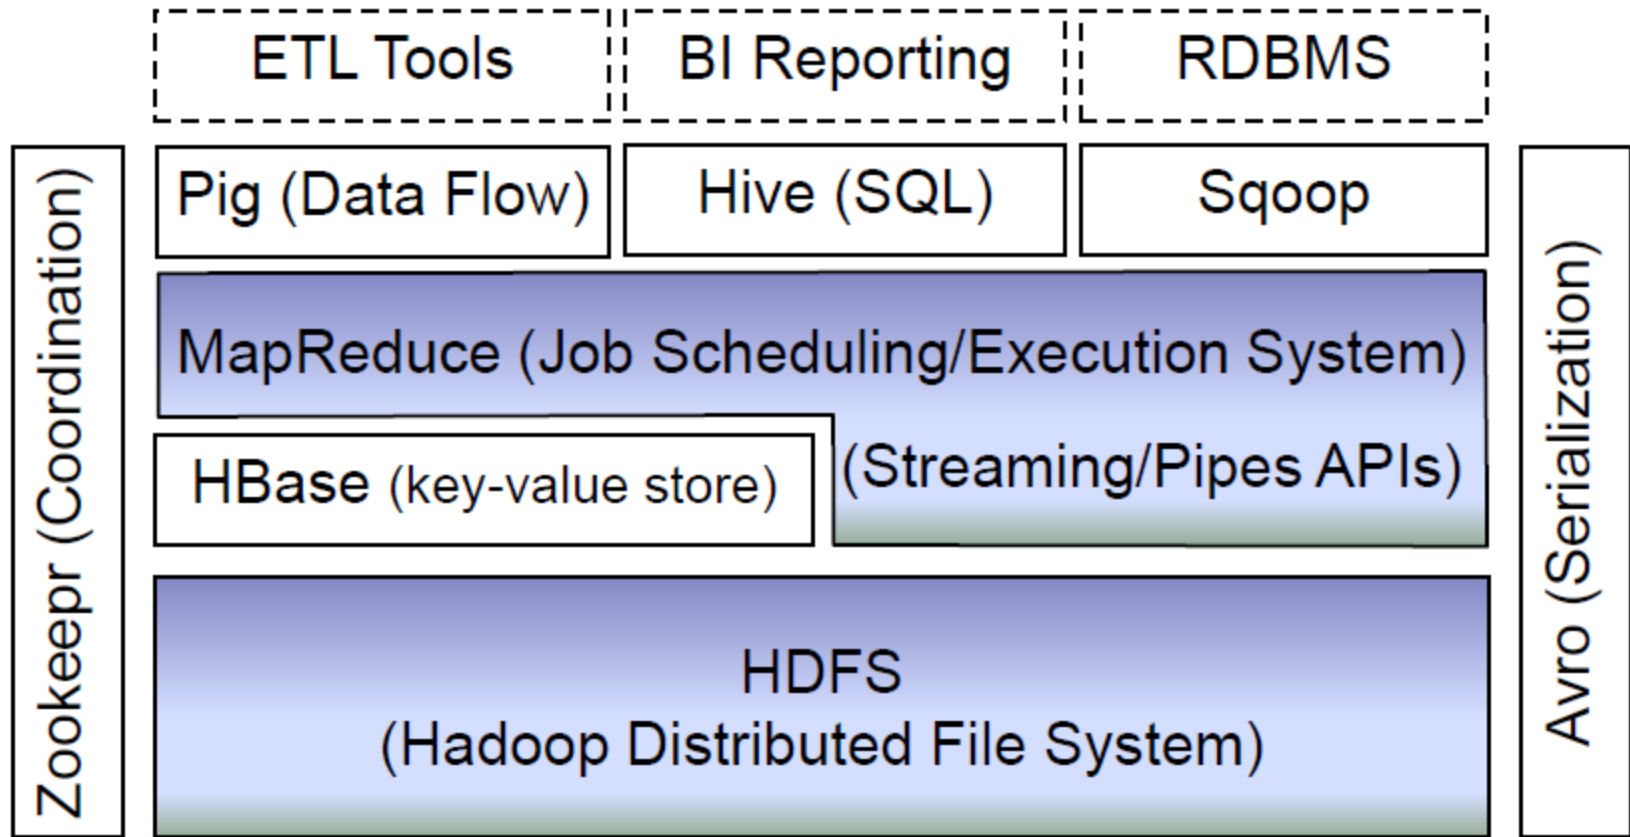 ETL Tools
BI Reporting
RDBMS
Zookeepr (Coordination)
Pig (Data Flow)
Hive (SQL)
Sqoop
MapReduce (Job Scheduling/Execution System)
(Streaming/Pipes APIs)
HBase (key-value store)
HDFS
(Hadoop Distributed File System)
Avro (Serialization)